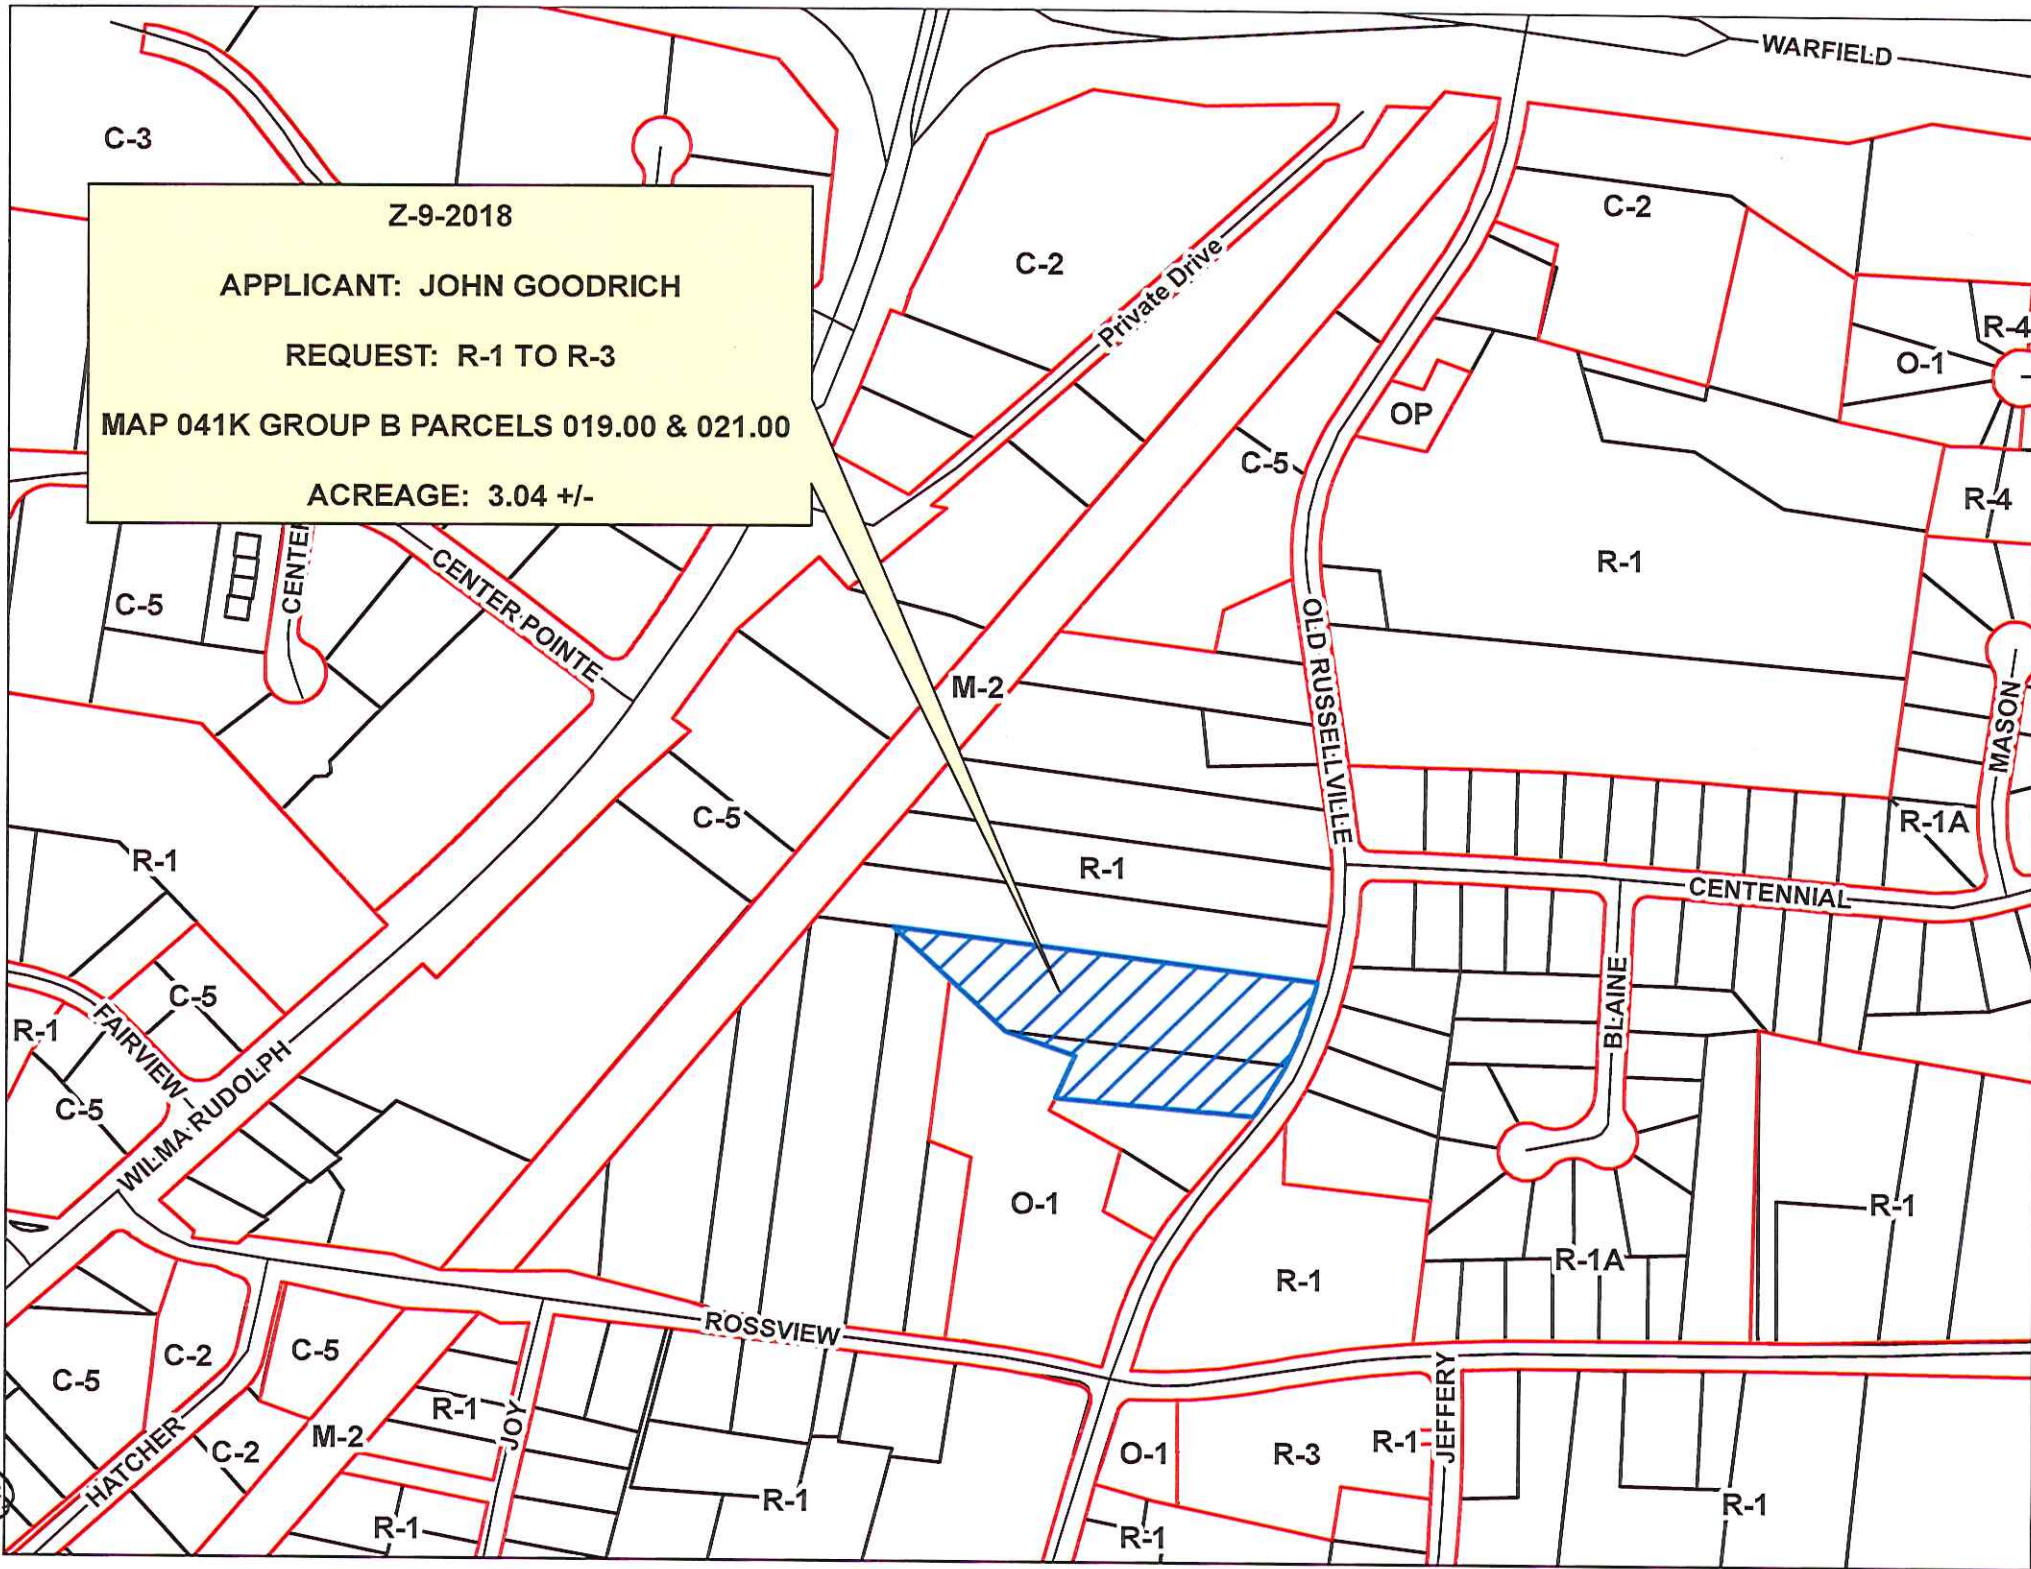 WARFIELD
C-3
Z-9-2018
APPLICANT: JOHN GOODRICH
REQUEST: R-1 TO R-3
MAP 041K GROUP B PARCELS 019.00 & 021.00
ACREAGE: 3.04 +/-
C-2
C-2
Private Drive
R-4
O-1
OP
C-5
R-4
R-1
CENTER
CENTER POINTE
C-5
OLD RUSSELLVILLE
M-2
MASON
C-5
R-1A
R-1
R-1
CENTENNIAL
C-5
BLAINE
R-1
FAIRVIEW
C-5
WILMA RUDOLPH
O-1
R-1
R-1A
R-1
ROSSVIEW
C-2
C-5
C-5
JEFFERY
R-1
JOY
HATCHER
C-2
M-2
O-1
R-3
R-1
R-1
R-1
R-1
R-1